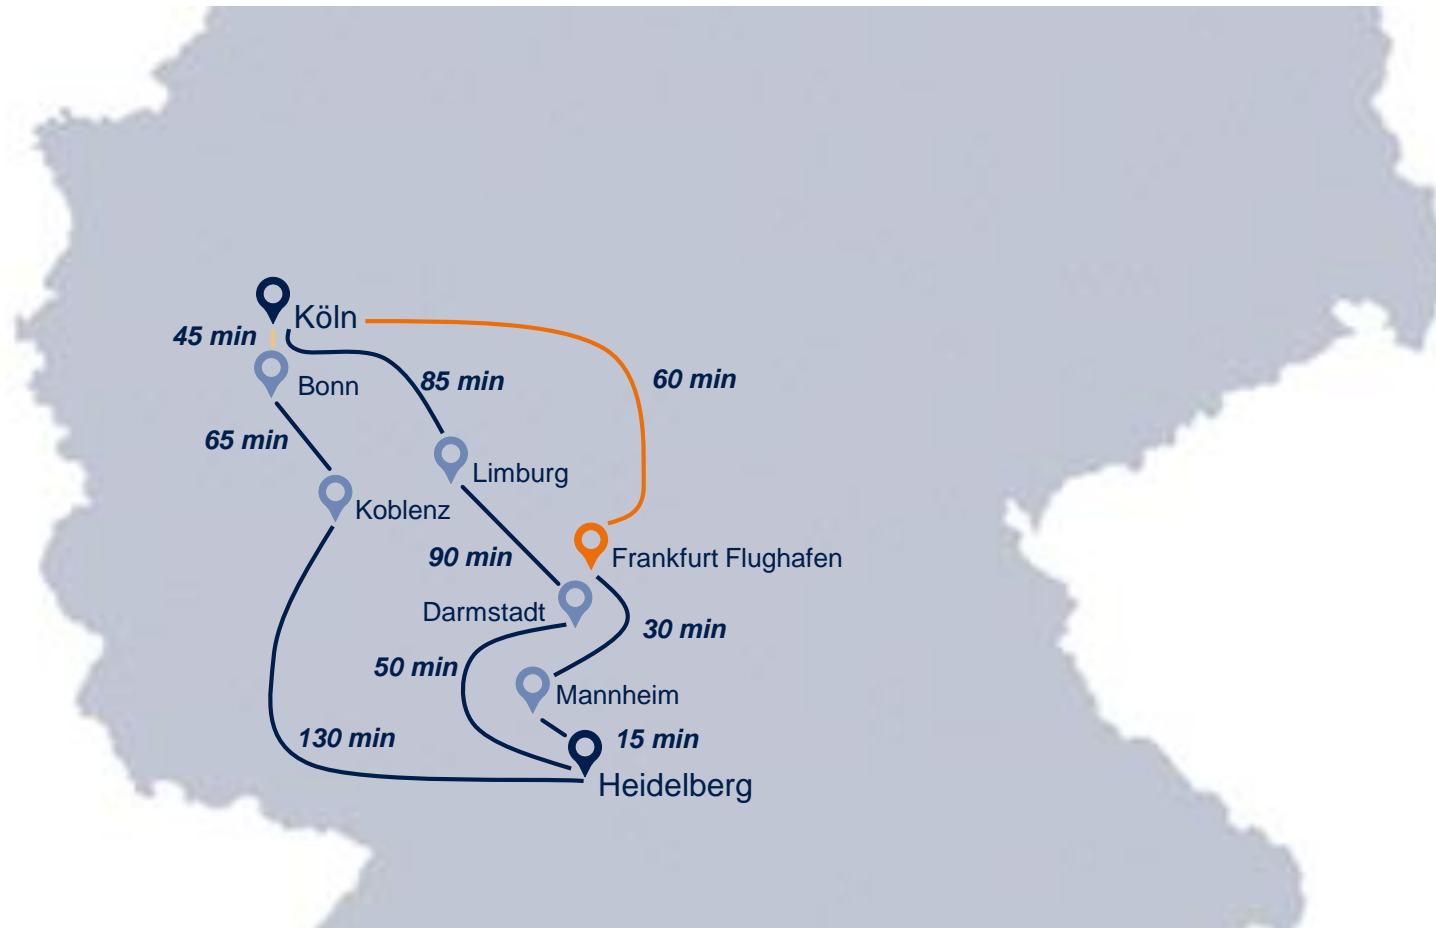 Köln
45 min
Bonn
85 min
60 min
65 min
Limburg
Koblenz
90 min
Frankfurt Flughafen
Darmstadt
30 min
50 min
Mannheim
130 min
15 min
Heidelberg